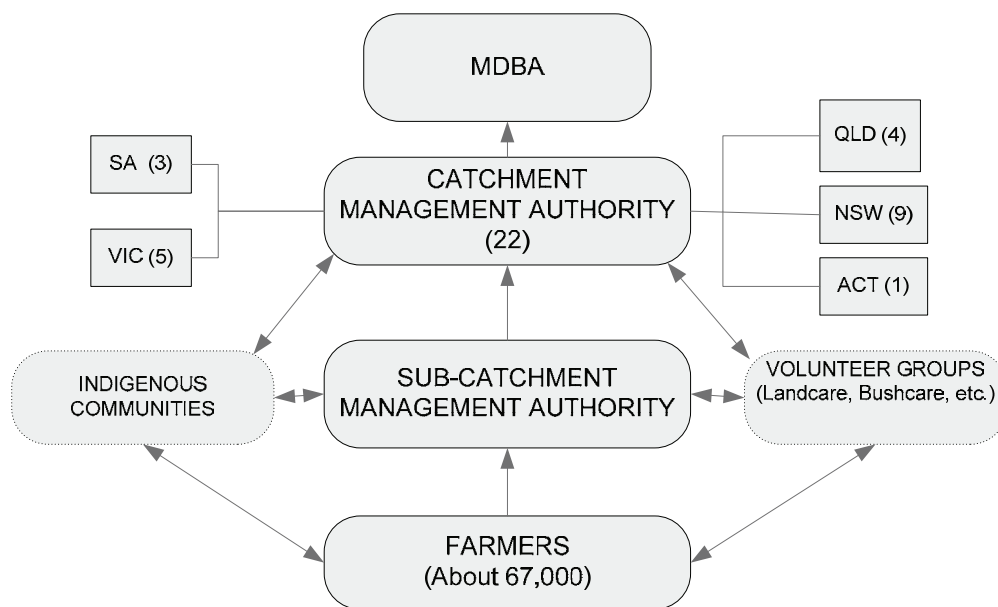 MDBA
SA (3)
VIC (5)
CATCHMENT
MANAGEMENT AUTHORITY
(22)
QLD (4)
NSW (9)
ACT (1)
INDIGENOUS
COMMUNITIES
SUB-CATCHMENT
MANAGEMENT AUTHORITY
VOLUNTEER GROUPS
(Landcare, Bushcare, etc.)
FARMERS
(About 67,000)